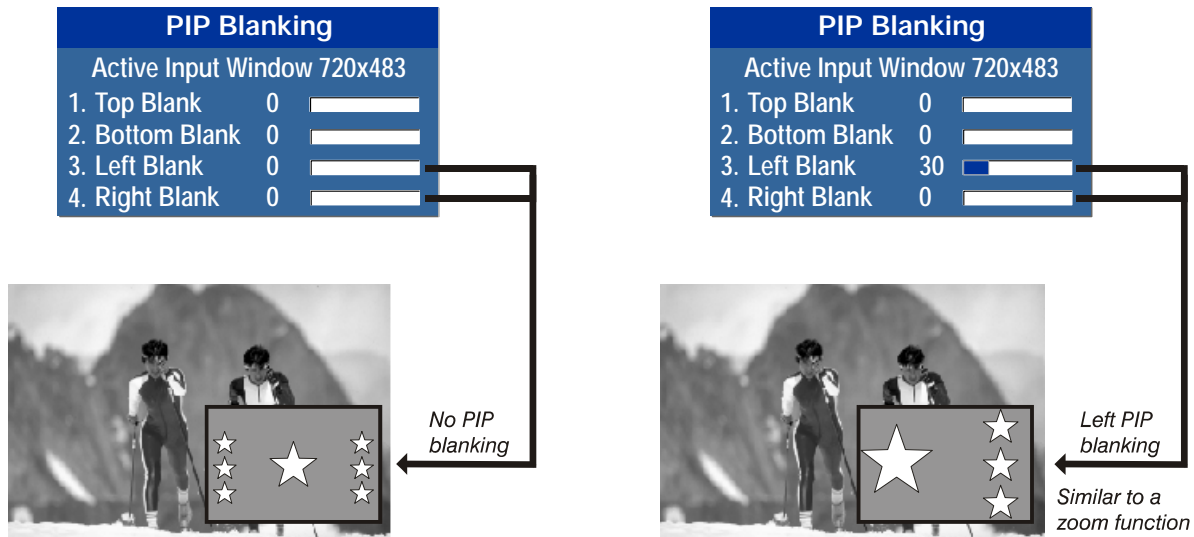 PIP Blanking
Active Input Window 720x483
1. Top Blank 0
2. Bottom Blank 0
3. Left Blank 0
4. Right Blank 0
No PIP
blanking
PIP Blanking
Active Input Window 720x483
1. Top Blank 0
2. Bottom Blank 0
3. Left Blank 30
4. Right Blank 0
Left PIP
blanking
Similar to a
zoom function